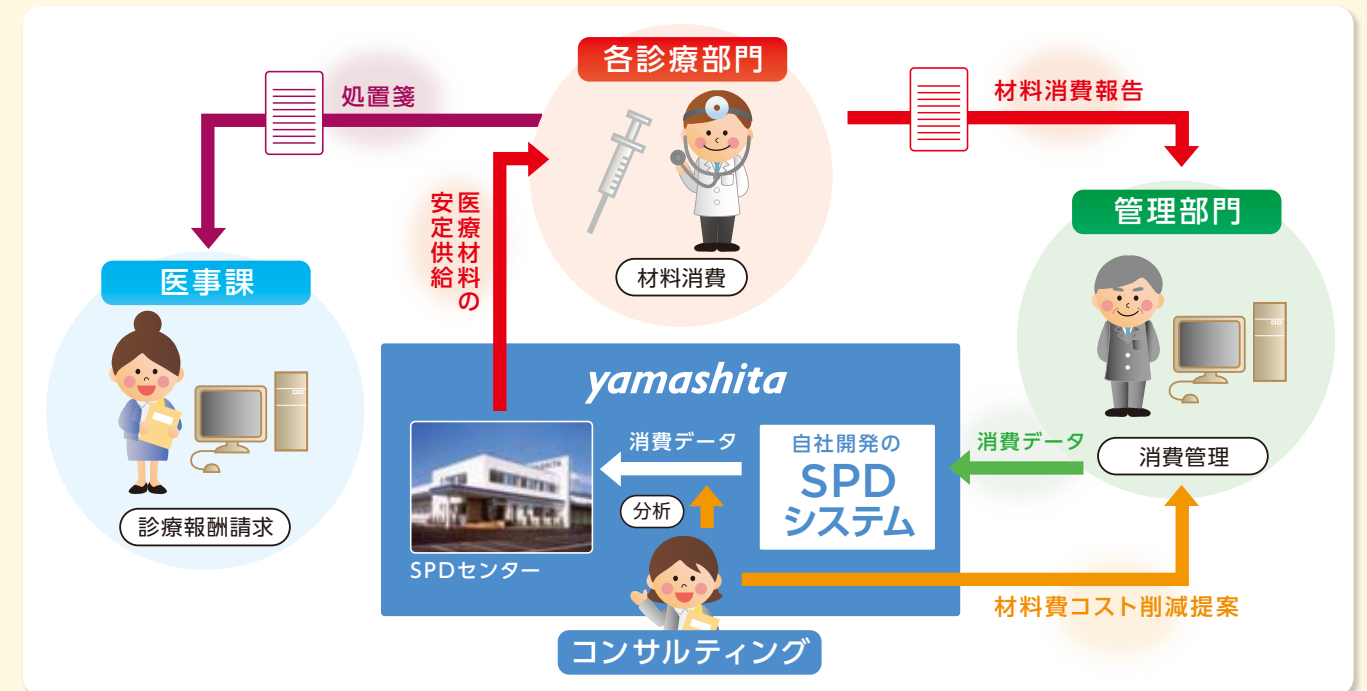 各診療部門
処置箋
材料消費報告
医療材料の
安定供給
管理部門
医事課
材料消費
yamashita
消費データ
自社開発の
SPD
システム
消費データ
消費管理
分析
診療報酬請求
SPDセンター
材料費コスト削減提案
コンサルティング